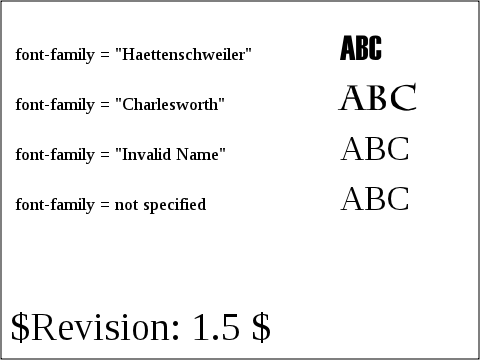 font-family = "Haettenschweiler" ABC
font-family = "Charlesworth" ABC
font-family = "Invalid Name" ABC
font-family = not specified ABC
$Revision: 1.5 $